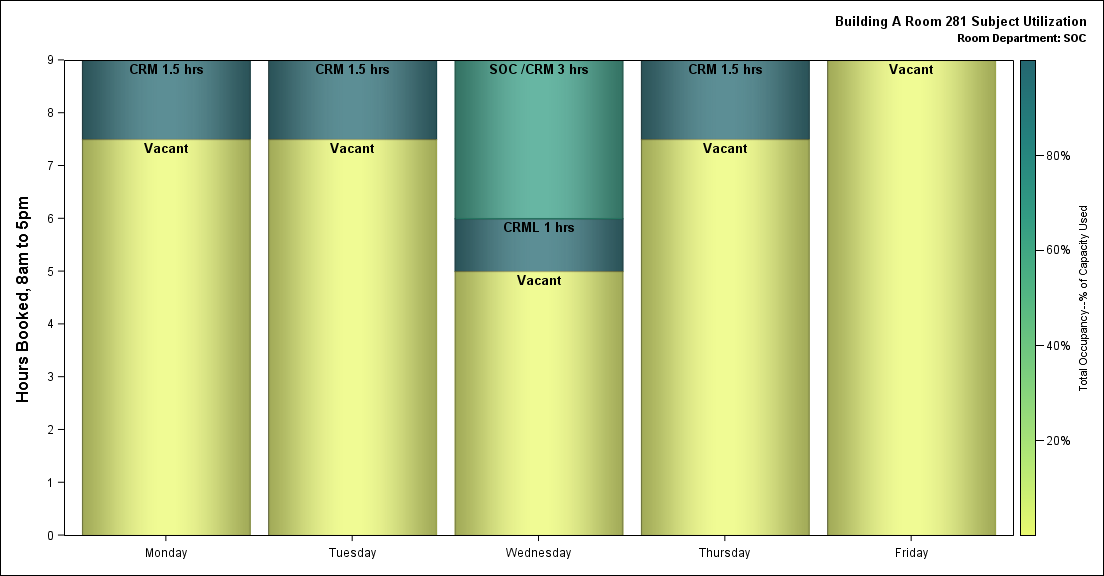 Building A Room 281 Subject Utilization
Room Department: SOC
Hours Booked, 8am to 5pm
9
8
7
6
5
4
3
2
1
0
CRM 1.5 hrs
Vacant
CRM 1.5 hrs
Vacant
SOC /CRM 3 hrs
CRML 1 hrs
Vacant
CRM 1.5 hrs
Vacant
Vacant
Monday
Tuesday
Wednesday
Thursday
Friday
80%
60%
40%
20%
Total Occupancy--% of Capacity Used